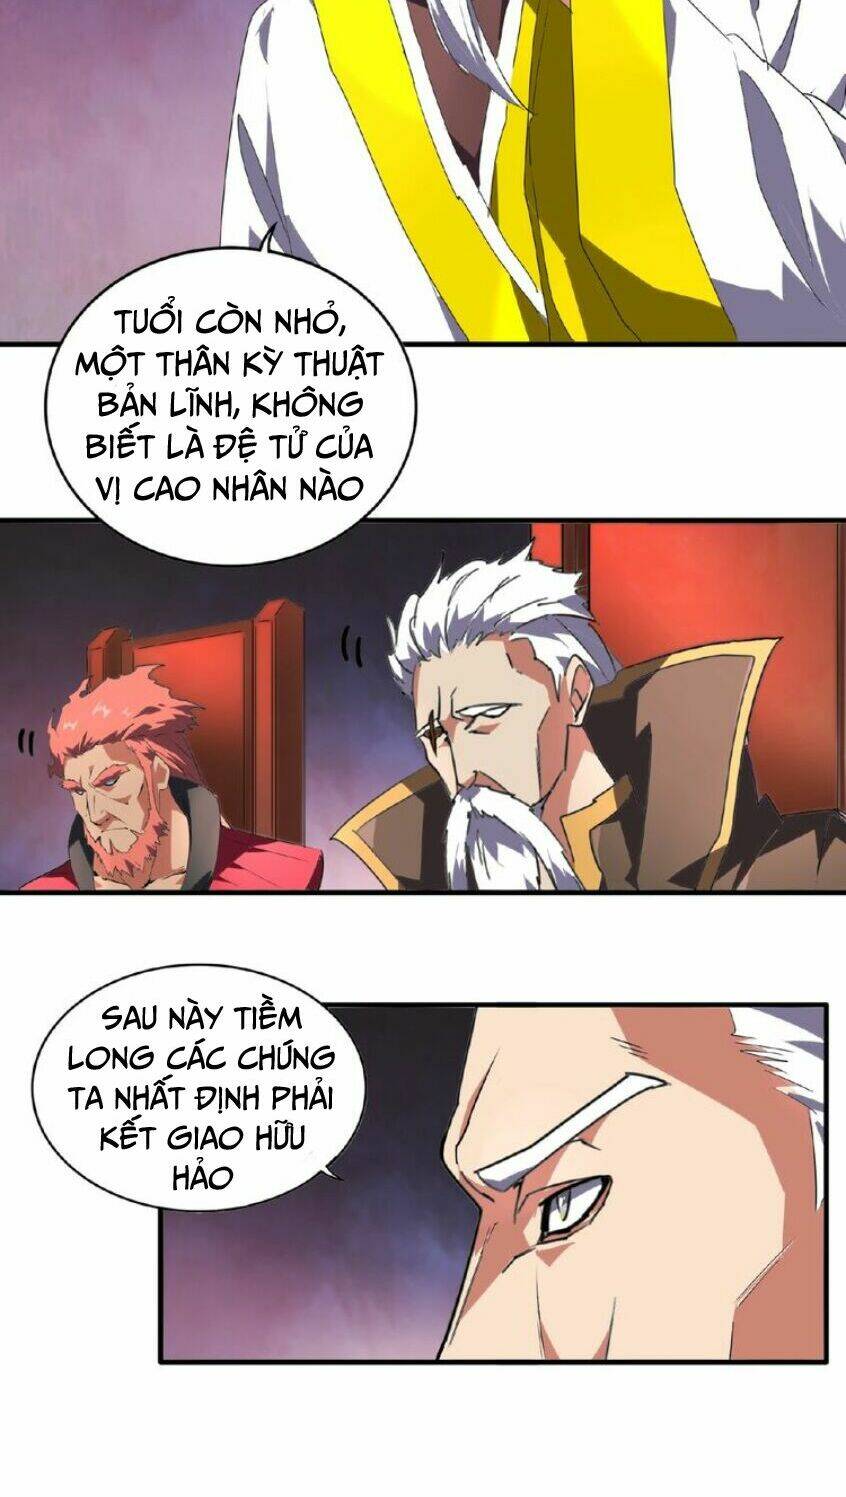 TUỔI CÒN NHỎ,
MỘT THÂN KỲ THUẬT
BẢN LĨNH, KHÔNG
BIẾT LÀ ĐỆ TỬ CỦA
VỊ CAO NHÂN NÀO
SAU NÀY TIỀM
LONG CÁC CHÚNG
TA NHẤT ĐỊNH PHẢI
KẾT GIAO HỮU
HẢO